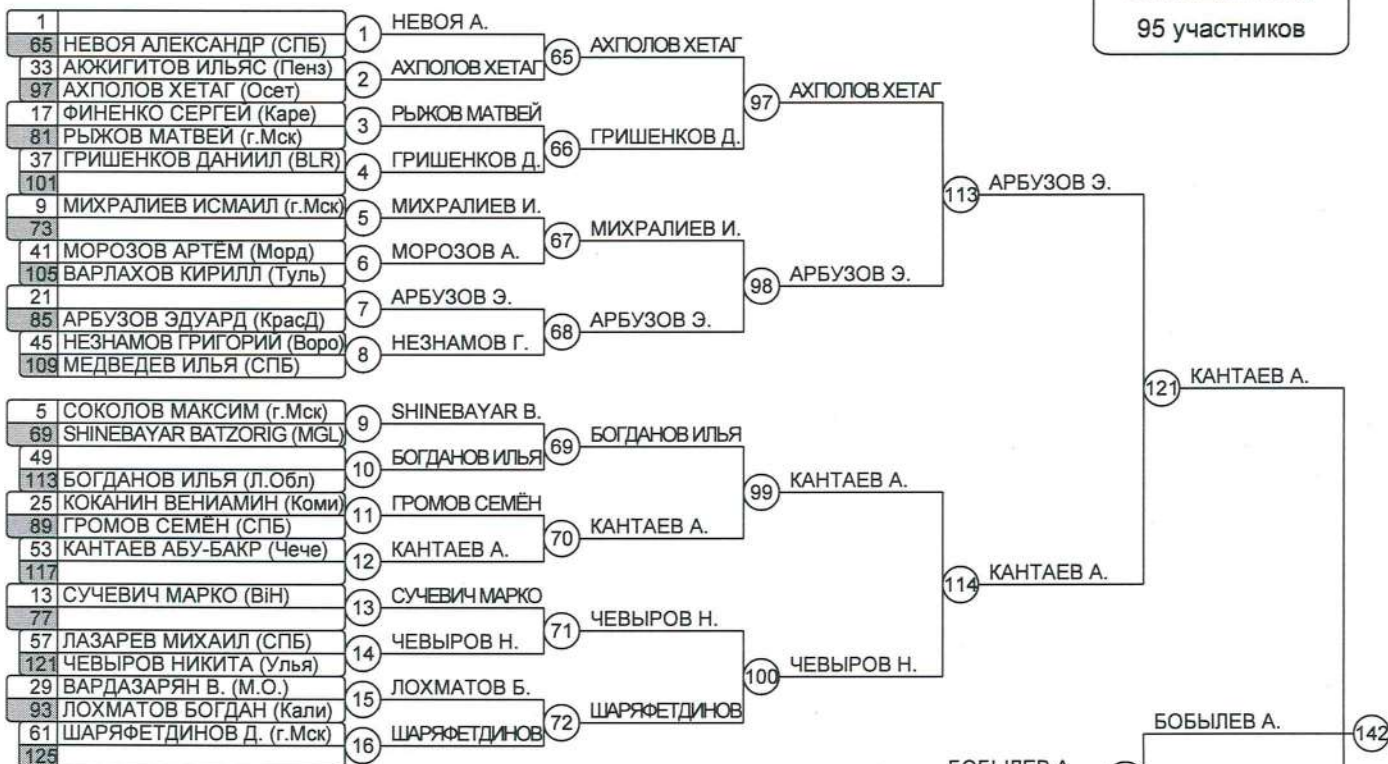 95 участников
1
65 НЕВОЯ АЛЕКСАНДР (СПБ)
33 АКЖИГИТОВ ИЛЬЯС (Пенз)
97 АХПОЛОВ ХЕТАГ (Осет)
17 ФИНЕНКО СЕРГЕЙ (Каре)
81 РЫЖОВ МАТВЕЙ (г.Мск)
37 ГРИШЕНКОВ ДАНИИЛ (BLR)
101
9 МИХРАЛИЕВ ИСМАИЛ (г.Мск)
73
41 МОРОЗОВ АРТЁМ (Морд)
105 ВАРЛАХОВ КИРИЛЛ (Туль)
21
85 АРБУЗОВ ЭДУАРД (КрасД)
45 НЕЗНАМОВ ГРИГОРИЙ (Воро)
109 МЕДВЕДЕВ ИЛЬЯ (СПБ)
5 СОКОЛОВ МАКСИМ (г.Мск)
69 SHINEBAYAR BATZORIG (MGL)
49
113 БОГДАНОВ ИЛЬЯ (Л.Обл)
25 КОКАНИН ВЕНИАМИН (Коми)
89 ГРОМОВ СЕМЁН (СПБ)
53 КАНТАЕВ АБУ-БАКР (Чече)
117
13 СУЧЕВИЧ МАРКО (BiH)
77
57 ЛАЗАРЕВ МИХАИЛ (СПБ)
121 ЧЕВЫРОВ НИКИТА (Улья)
29 ВАРДАЗАРЯН В. (М.О.)
93 ЛОХМАТОВ БОГДАН (Кали)
61 ШАРЯФЕТДИНОВ Д. (г.Мск)
125
1 НЕВОЯ А.
2 АХПОЛОВ ХЕТАГ
3 РЫЖОВ МАТВЕЙ
4 ГРИШЕНКОВ Д.
5 МИХРАЛИЕВ И.
6 МОРОЗОВ А.
7 АРБУЗОВ Э.
8 НЕЗНАМОВ Г.
9 SHINEBAYAR B.
10 БОГДАНОВ ИЛЬЯ
11 ГРОМОВ СЕМЁН
12 КАНТАЕВ А.
13 СУЧЕВИЧ МАРКО
14 ЧЕВЫРОВ Н.
15 ЛОХМАТОВ Б.
16 ШАРЯФЕТДИНОВ
65 АХПОЛОВ ХЕТАГ
66 ГРИШЕНКОВ Д.
67 МИХРАЛИЕВ И.
68 АРБУЗОВ Э.
69 БОГДАНОВ ИЛЬЯ
70 КАНТАЕВ А.
71 ЧЕВЫРОВ Н.
72 ШАРЯФЕТДИНОВ
97 АХПОЛОВ ХЕТАГ
98 АРБУЗОВ Э.
99 КАНТАЕВ А.
100 ЧЕВЫРОВ Н.
113 АРБУЗОВ Э.
114 КАНТАЕВ А.
121 КАНТАЕВ А.
БОБЫЛЕВ А.
142